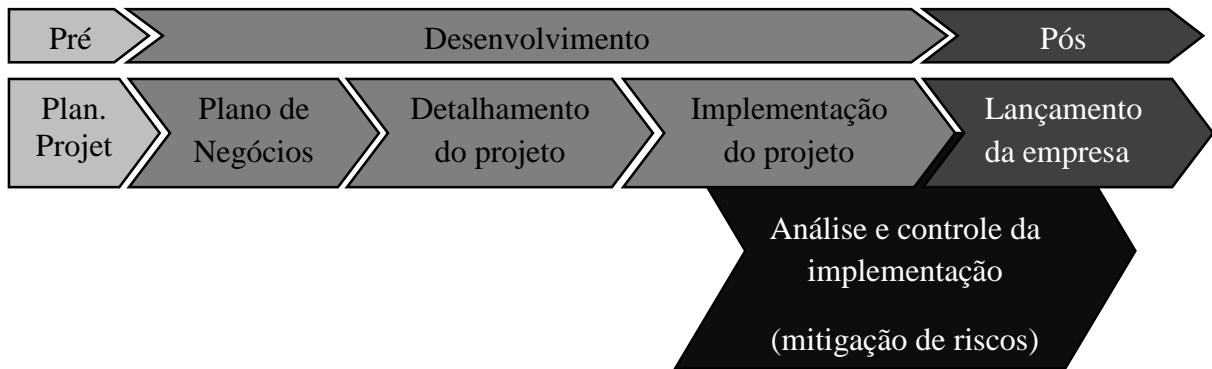 Pré
Desenvolvimento
Pós
Plan.
Projet
Plano de
Negócios
Detalhamento
do projeto
Implementação
do projeto
Lançamento
da empresa
Análise e controle da
implementação
(mitigação de riscos)